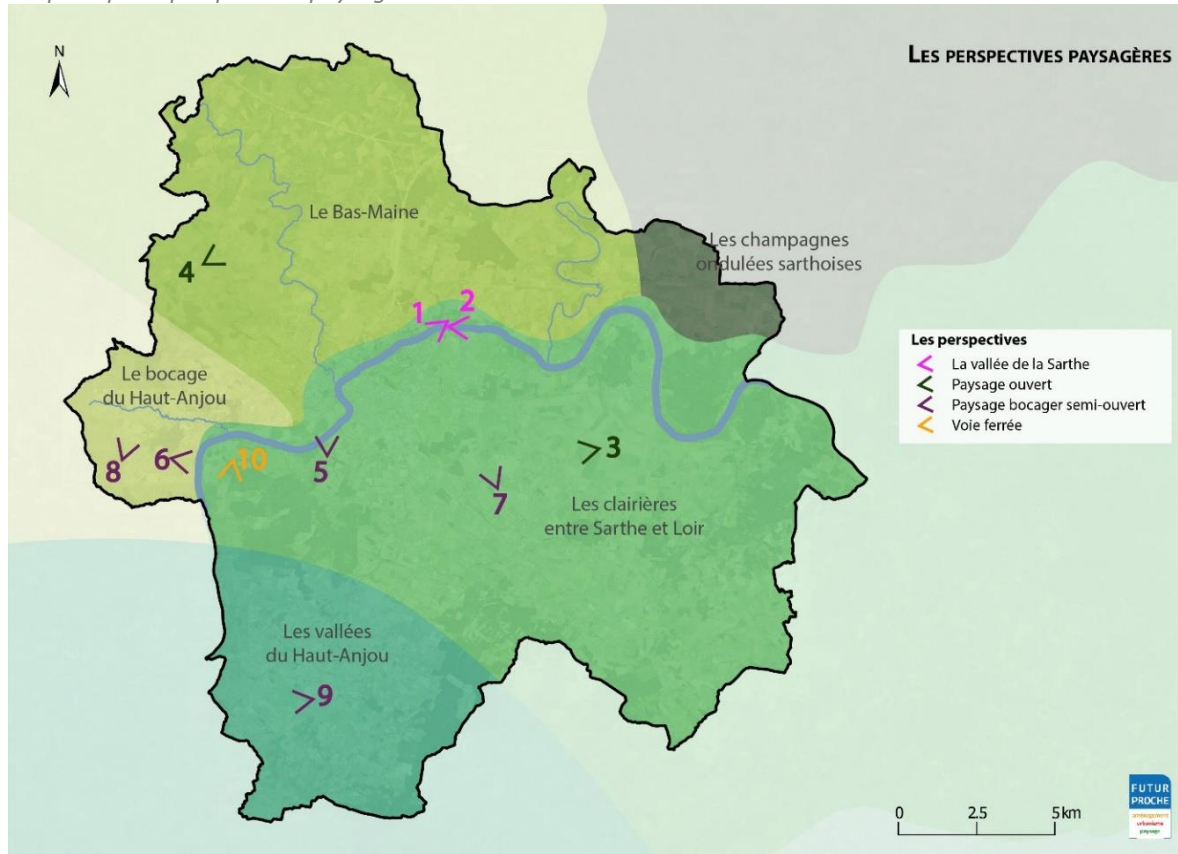 LES PERSPECTIVES PAYSAGÈRES
N
Le Bas-Maine
Les champagnes
ondulées sarthoises
4
1
2
Les perspectives
La vallée de la Sarthe
Paysage ouvert
Paysage bocager semi-ouvert
Voie ferrée
Le bocage
du Haut-Anjou
8
6
10
5
3
7
Les clairières
entre Sarthe et Loir
Les vallées
du Haut-Anjou
9
FUTUR
PROCHE
aménagement
urbanisme
paysage
0 2.5 5km